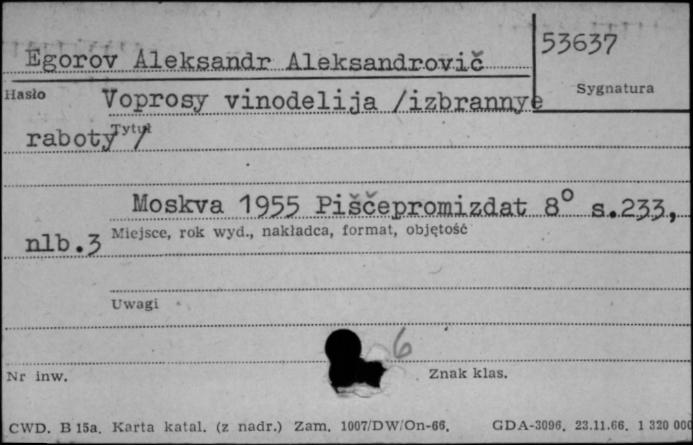 Egorov Aleksandr Aleksandrovič
53637
Hasło
Sygnatura
Voprosy vinodelija /izbrannye
Tytuł
raboty/
Moskva 1955 Piščepromizdat 8° s.233,
Miejsce, rok wyd., nakładca, format, objętość
nlb.3
Uwagi
6
Nr inw.
Znak klas.
CWD. B 15a. Karta katal. (z nadr.) Zam. 1007/DW/On-66. GDA-3096. 23.11.66. 1 320 000